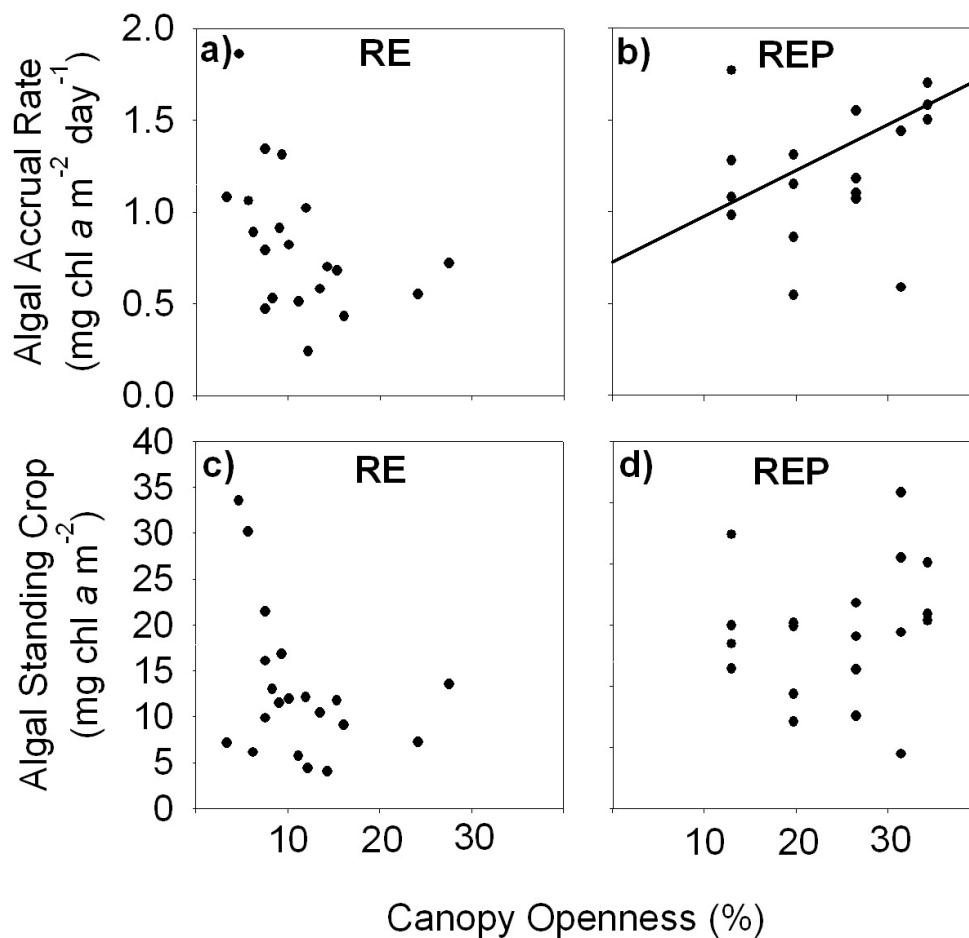 a) RE
b) REP
Algal Accrual Rate
(mg chl a m-2 day-1)
2.0
1.5
1.0
0.5
0.0
c) RE
d) REP
Algal Standing Crop
(mg chl a m-2)
40
35
30
25
20
15
10
5
0
10 20 30
10 20 30
Canopy Openness (%)